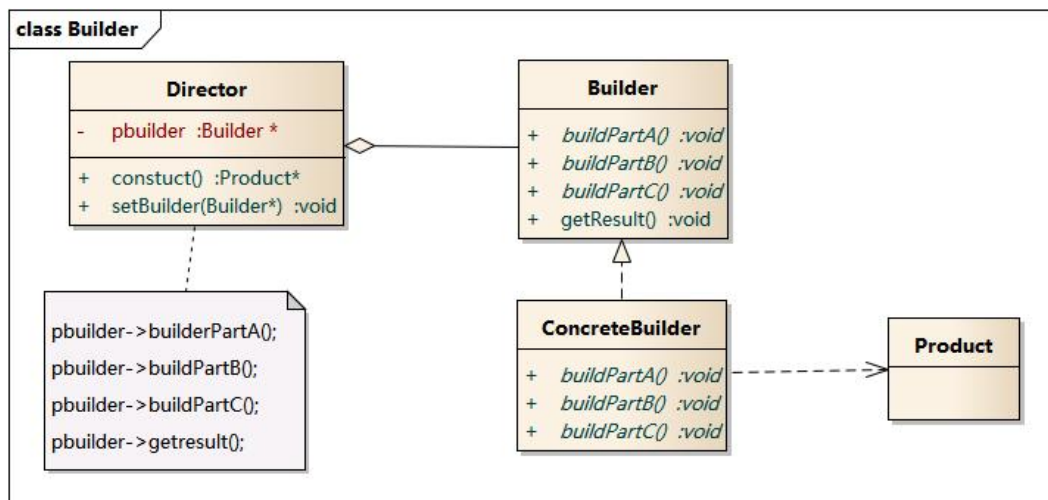 class Builder
Director
- pbuilder :Builder *
+ constuct() :Product*
+ setBuilder(Builder*) :void
Builder
+ buildPartA() :void
+ buildPartB() :void
+ buildPartC() :void
+ getResult() :void
pbuilder->builderPartA();
pbuilder->buildPartB();
pbuilder->buildPartC();
pbuilder->getresult();
ConcreteBuilder
+ buildPartA() :void
+ buildPartB() :void
+ buildPartC() :void
Product